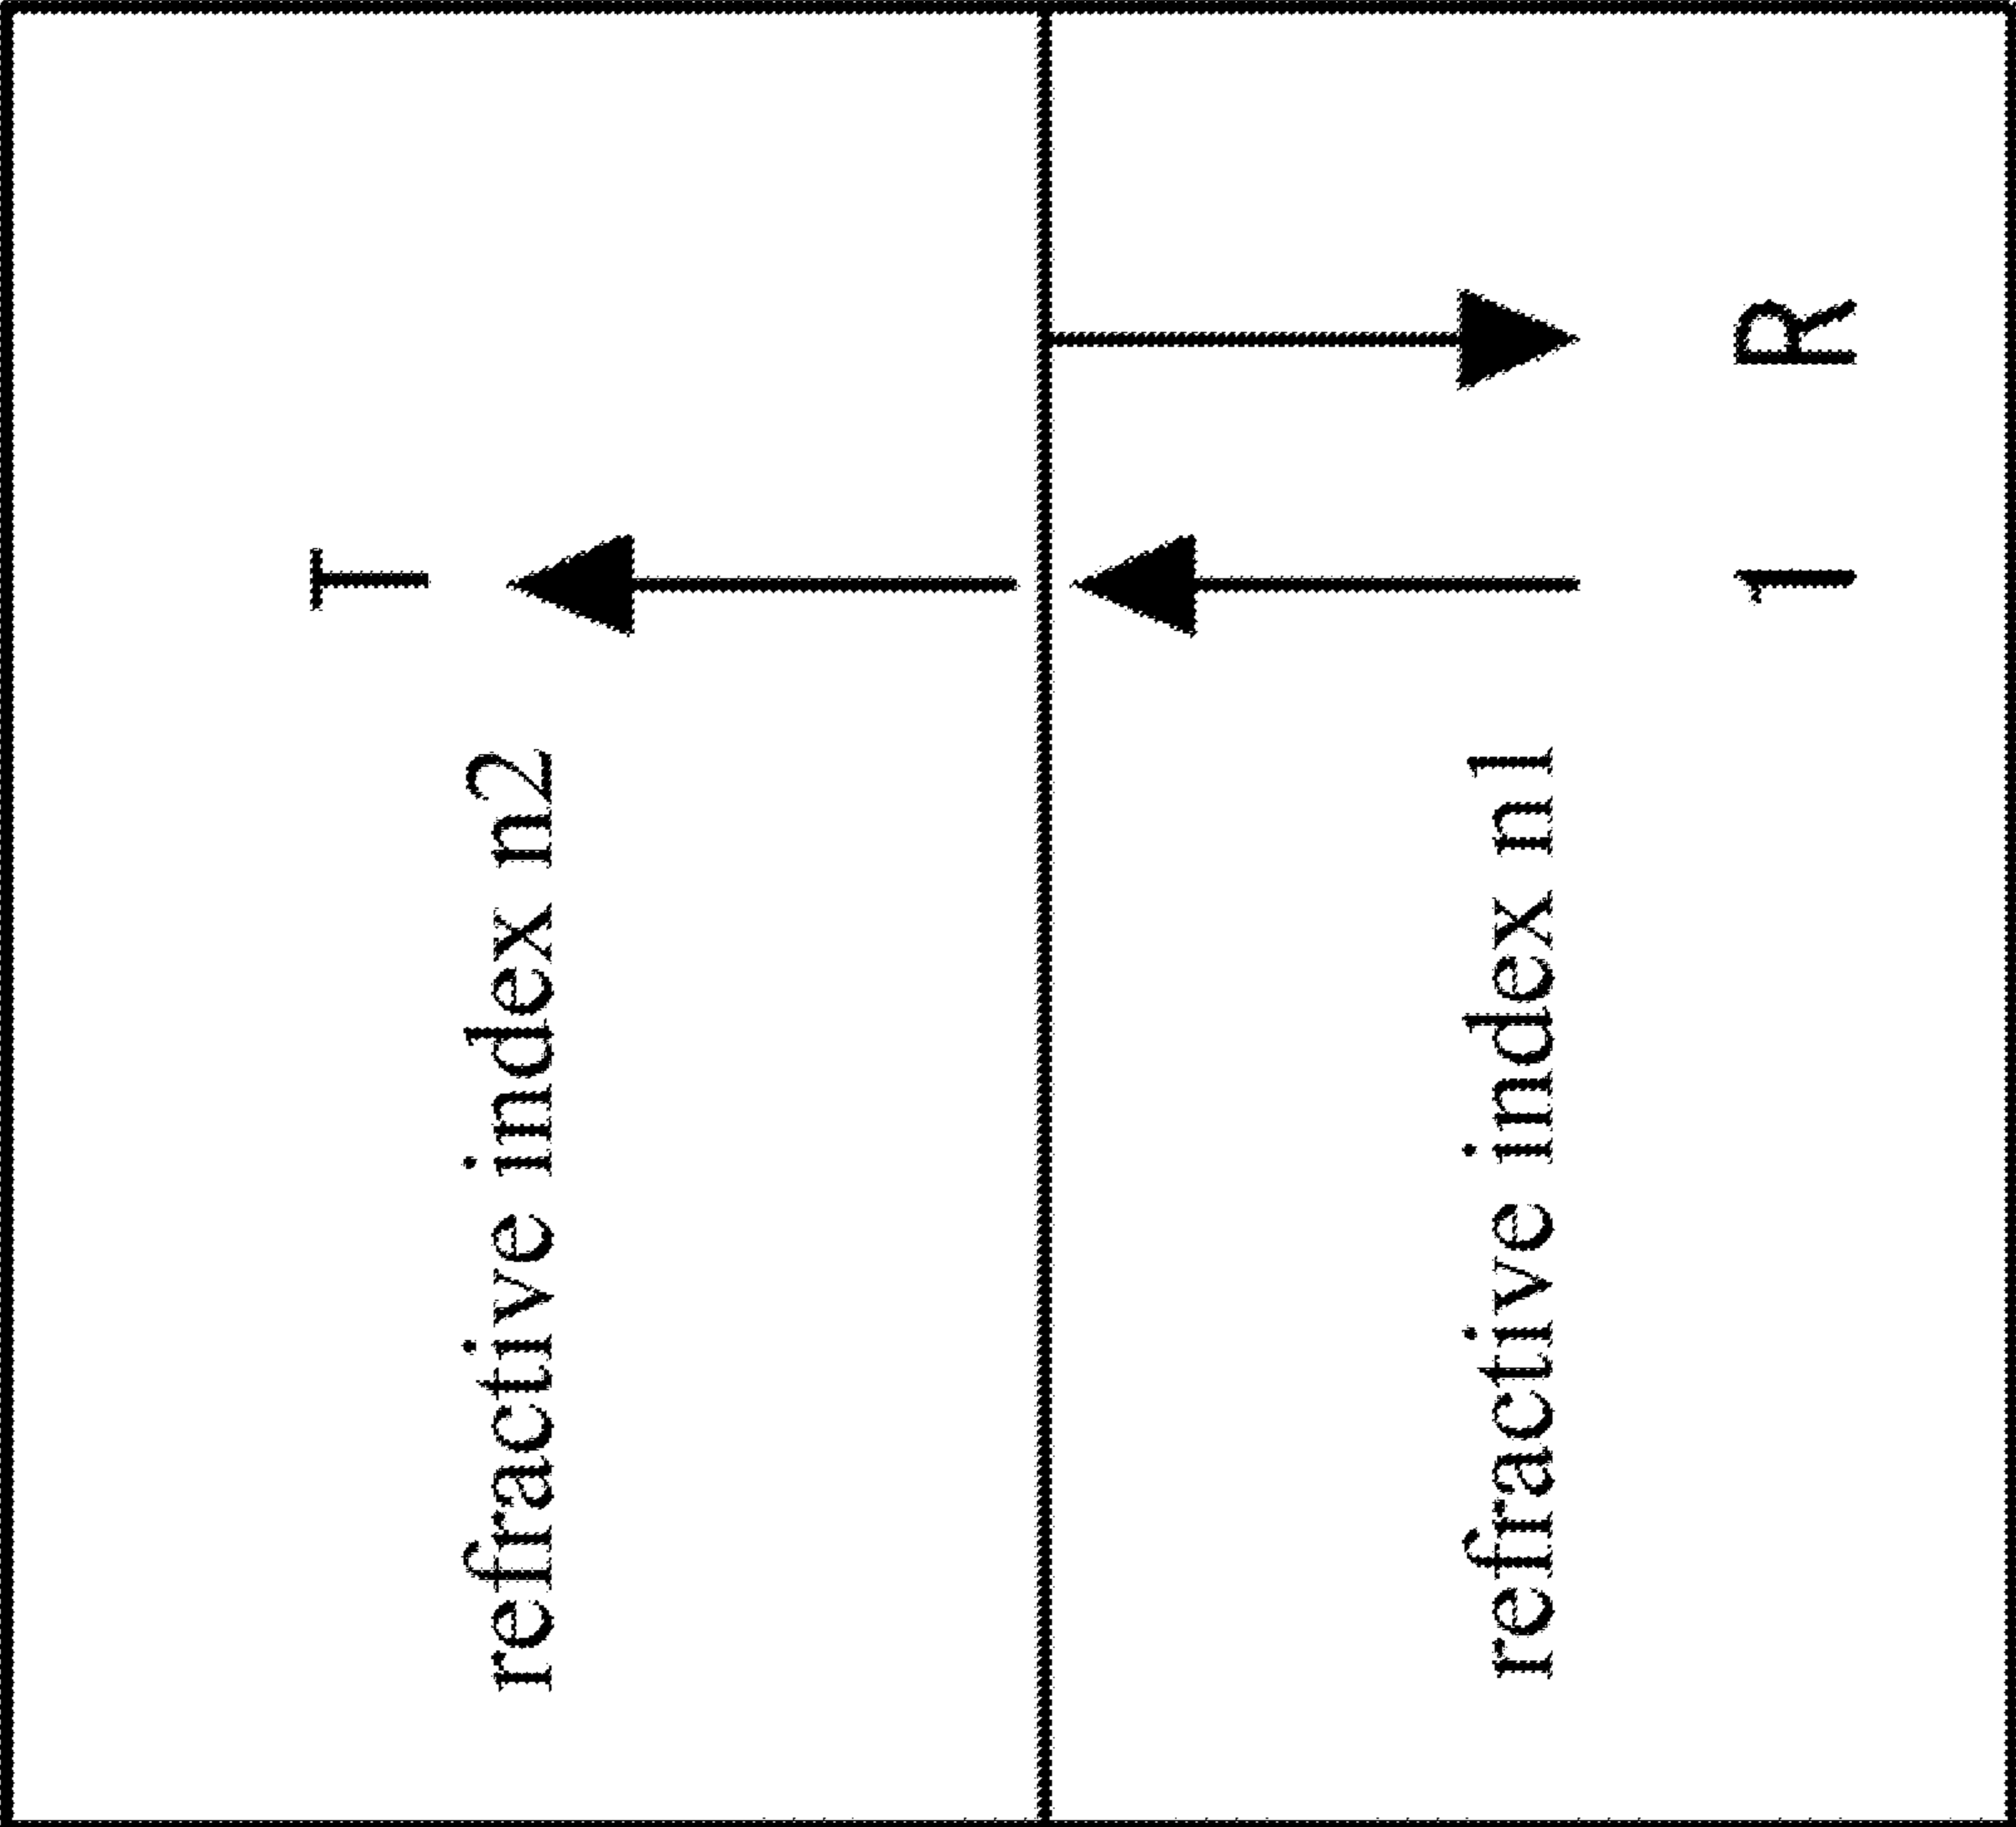 T
refractive index n2
refractive index n1
1 R